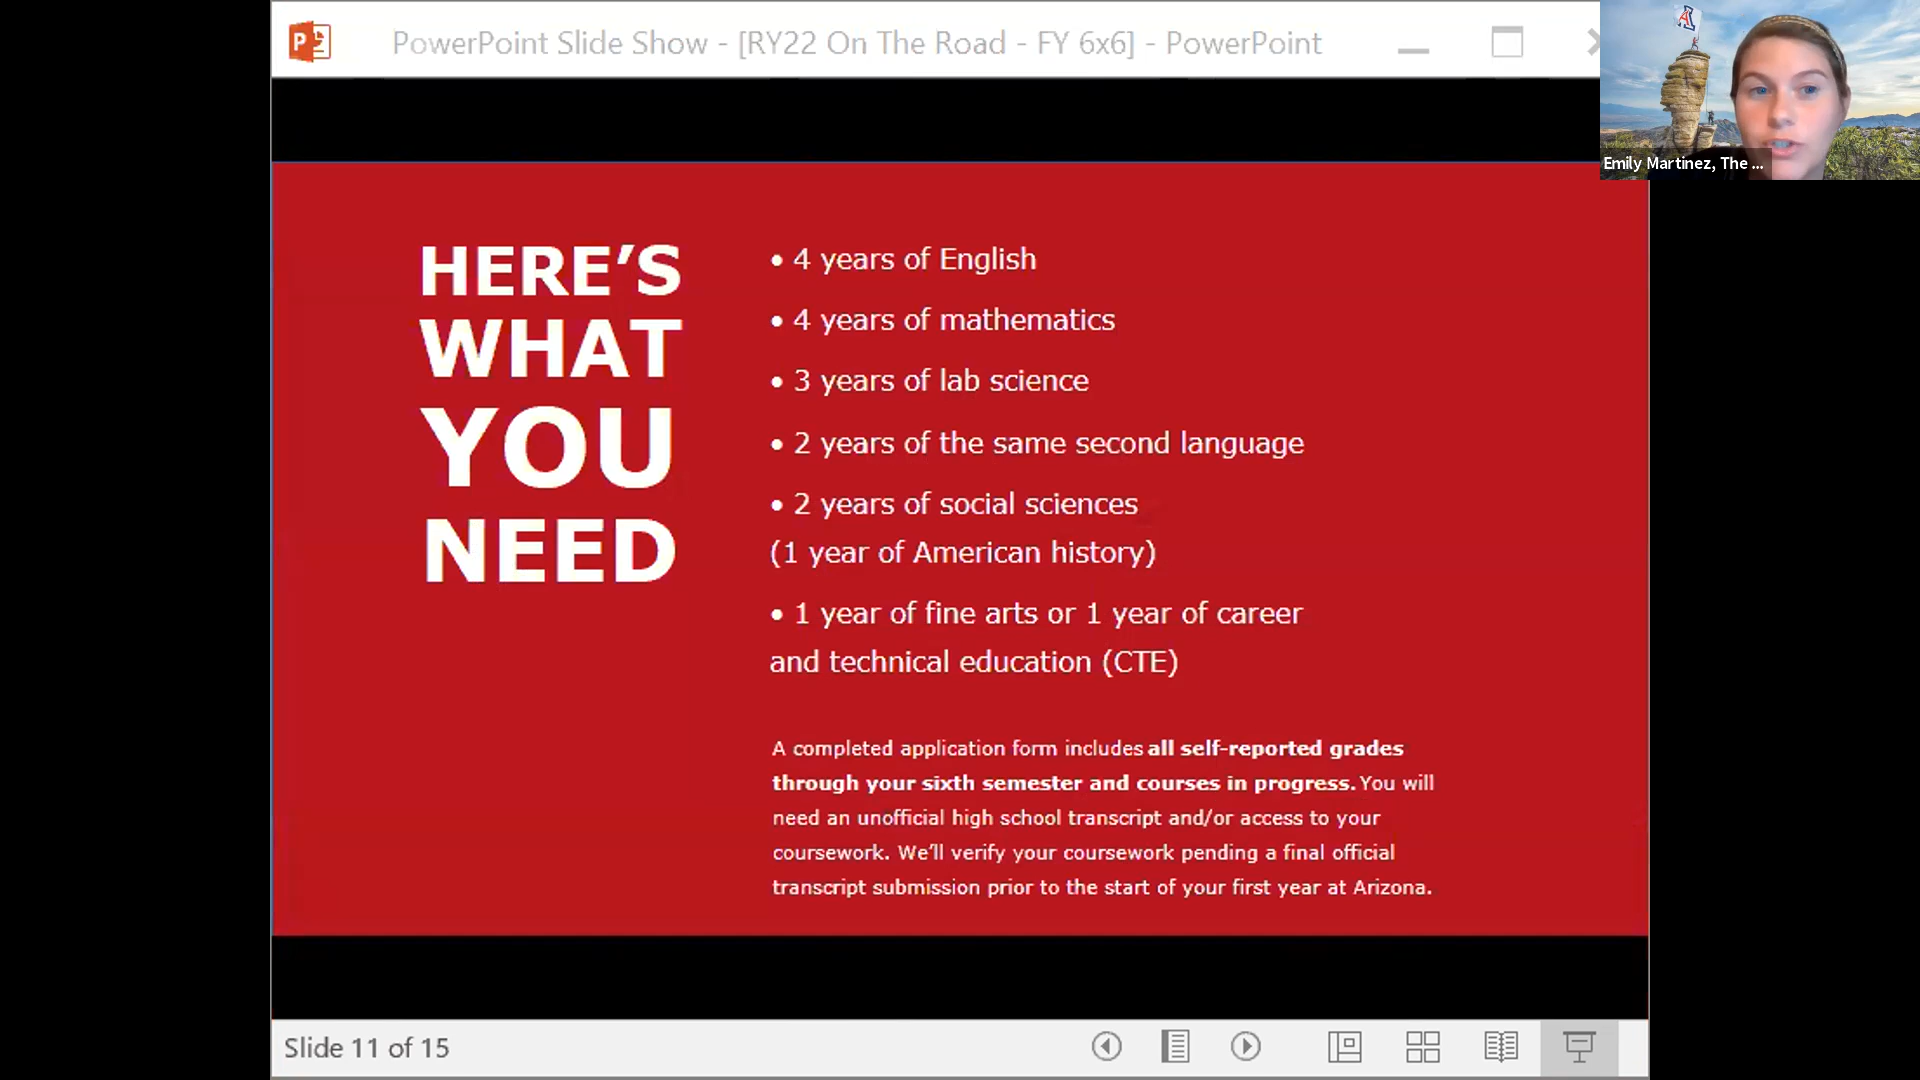 PowerPoint Slide Show - [RY22 On The Road - FY 6x6] - PowerPoint
Emily Martinez, The ...
HERE'S
WHAT
YOU
NEED
• 4 years of English
• 4 years of mathematics
• 3 years of lab science
• 2 years of the same second language
• 2 years of social sciences
(1 year of American history)
• 1 year of fine arts or 1 year of career
and technical education (CTE)
A completed application form includes all self-reported grades
through your sixth semester and courses in progress. You will
need an unofficial high school transcript and/or access to your
coursework. We'll verify your coursework pending a final official
transcript submission prior to the start of your first year at Arizona.
Slide 11 of 15